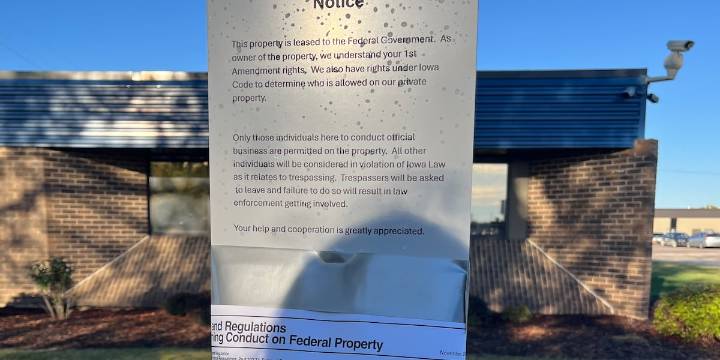 Notice
This property is leased to the Federal Government. As
owner of the property, we understand your 1st
Amendment rights. We also have rights under Iowa
Code to determine who is allowed on our private
property.
Only those individuals here to conduct official
business are permitted on the property. All other
individuals will be considered in violation of Iowa Law
as it relates to trespassing. Trespassers will be asked
to leave and failure to do so will result in law
enforcement getting involved.
Your help and cooperation is greatly appreciated.
and Regulations
ning Conduct on Federal Property